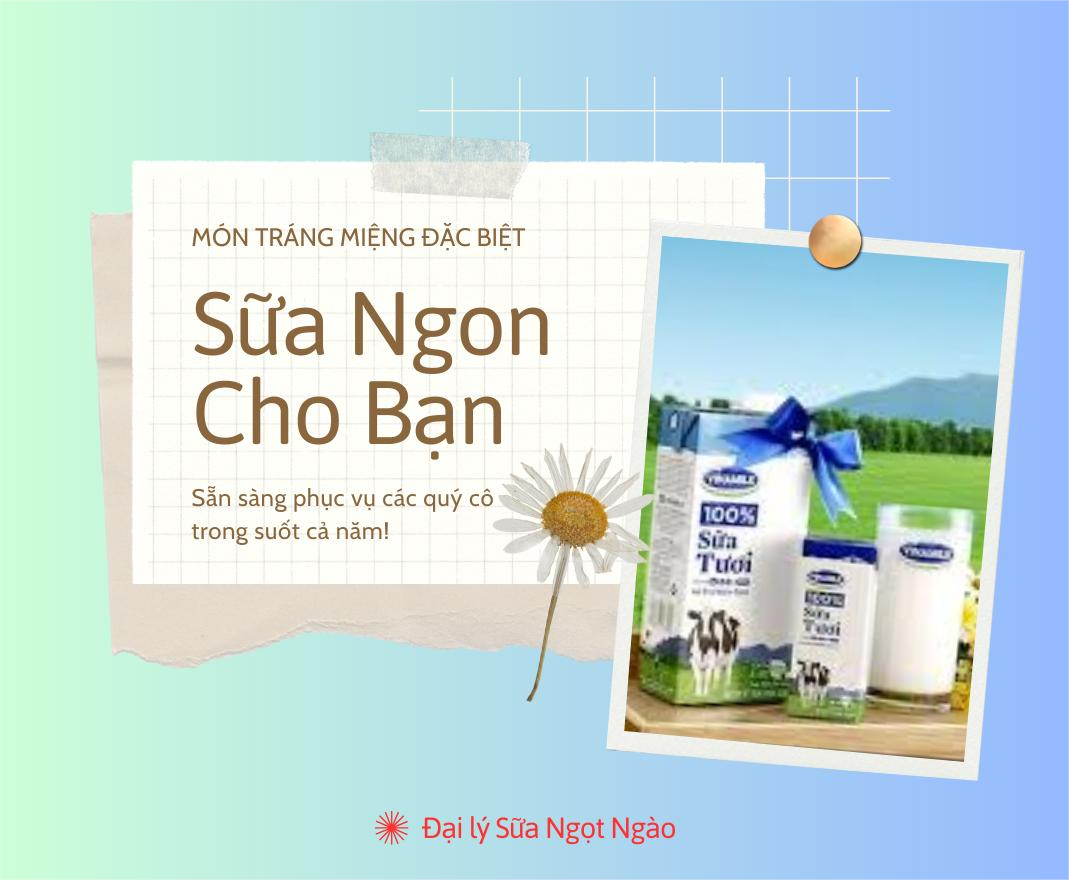 MÓN TRÁNG MIỆNG ĐẶC BIỆT
Sữa Ngon
Cho Bạn
Sẵn sàng phục vụ các quý cô
trong suốt cả năm!
VINAMILK
100%
Sữa
Tươi
VINAMILK
100%
Sữa
Tươi
VINAMILK
Đại lý Sữa Ngọt Ngào